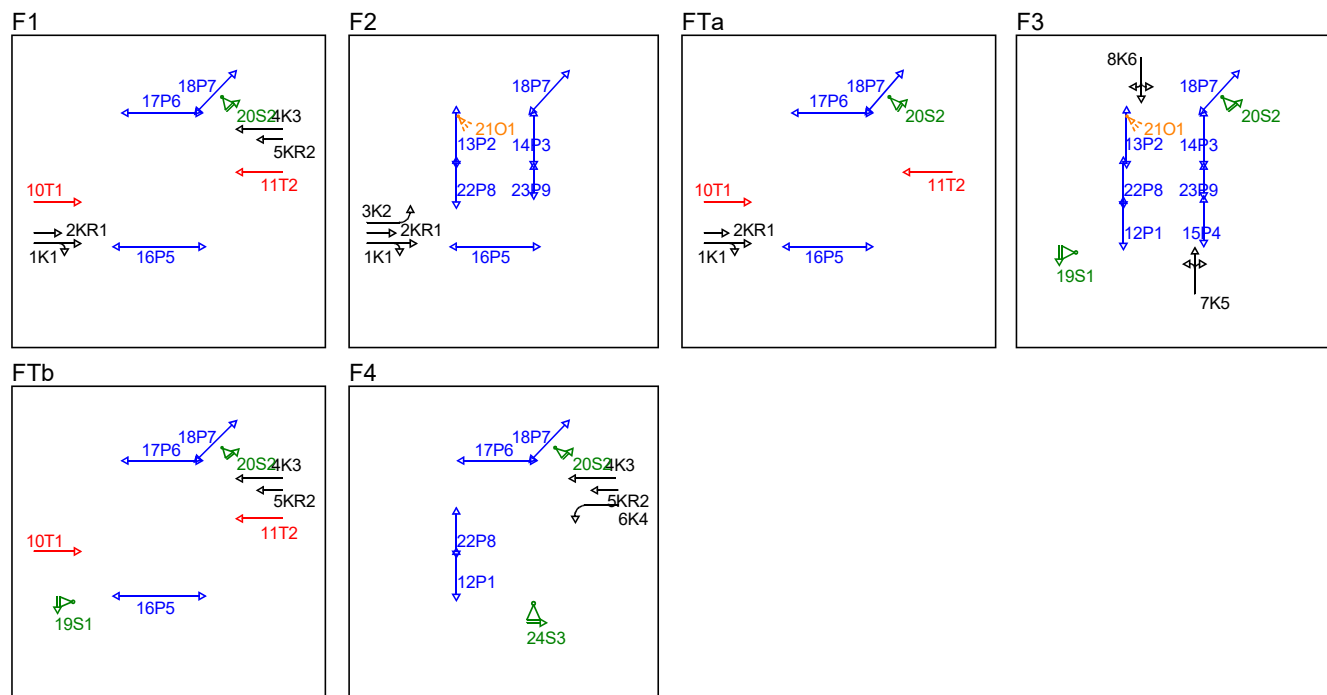 F1
18P7
17P6
20S2
4K3
5KR2
11T2
10T1
2KR1
1K1
16P5
F2
18P7
21O1
13P2
14P3
22P8
23P9
3K2
2KR1
1K1
16P5
FTa
18P7
17P6
20S2
11T2
10T1
2KR1
1K1
16P5
F3
8K6
18P7
20S2
21O1
13P2
14P3
22P8
23P9
12P1
15P4
19S1
7K5
FTb
18P7
17P6
20S2
4K3
5KR2
11T2
10T1
16P5
19S1
F4
18P7
17P6
20S2
4K3
5KR2
6K4
22P8
12P1
24S3